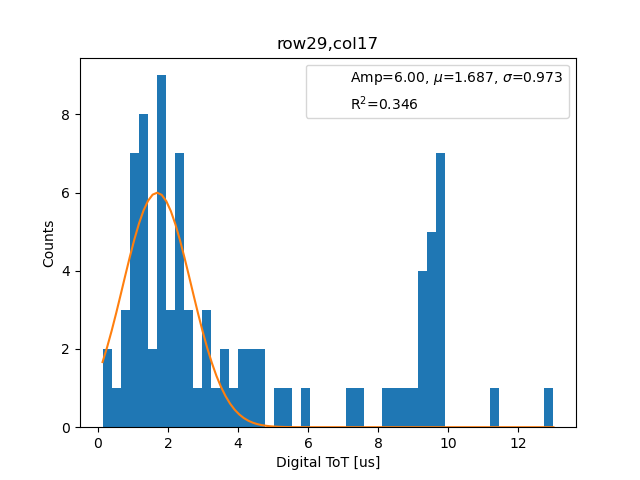 row29,col17
Amp=6.00, μ=1.687, σ=0.973
R²=0.346
Counts
8
6
4
2
0
0 2 4 6 8 10 12
Digital ToT [us]